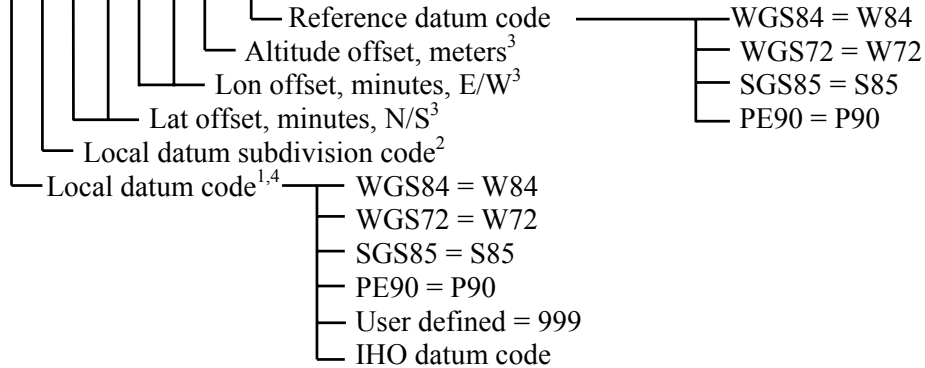 Reference datum code WGS84 = W84
Altitude offset, meters³ WGS72 = W72
Lon offset, minutes, E/W³ SGS85 = S85
Lat offset, minutes, N/S³ PE90 = P90
Local datum subdivision code²
Local datum code¹,⁴ WGS84 = W84
WGS72 = W72
SGS85 = S85
PE90 = P90
User defined = 999
IHO datum code